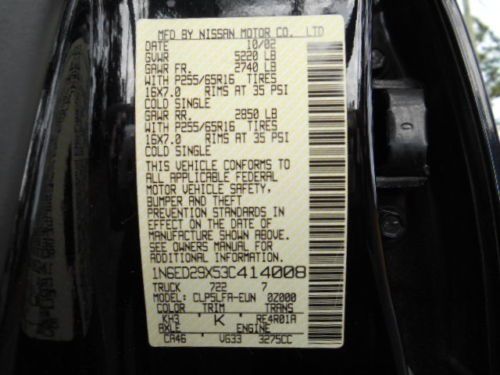 MFD BY NISSAN MOTOR CO., LTD
DATE 10/02
GVWR 5220 LB
GAWR FR. 2740 LB
WITH P255/65R16 TIRES
16X7.0 RIMS AT 35 PSI
COLD SINGLE
GAWR RR. 2850 LB
WITH P255/65R16 TIRES
16X7.0 RIMS AT 35 PSI
COLD SINGLE
THIS VEHICLE CONFORMS TO
ALL APPLICABLE FEDERAL
MOTOR VEHICLE SAFETY,
BUMPER AND THEFT
PREVENTION STANDARDS IN
EFFECT ON THE DATE OF
MANUFACTURE SHOWN ABOVE.
SEE OWNERS MANUAL FOR
ADDITIONAL INFORMATION
1N6ED29X53C414008
TRUCK 722 7
MODEL: CLP5LFA-EUN 0Z000
COLOR TRIM TRANS
KH3 K RE4R01A
AXLE ENGINE
CA46 VG33 3275CC